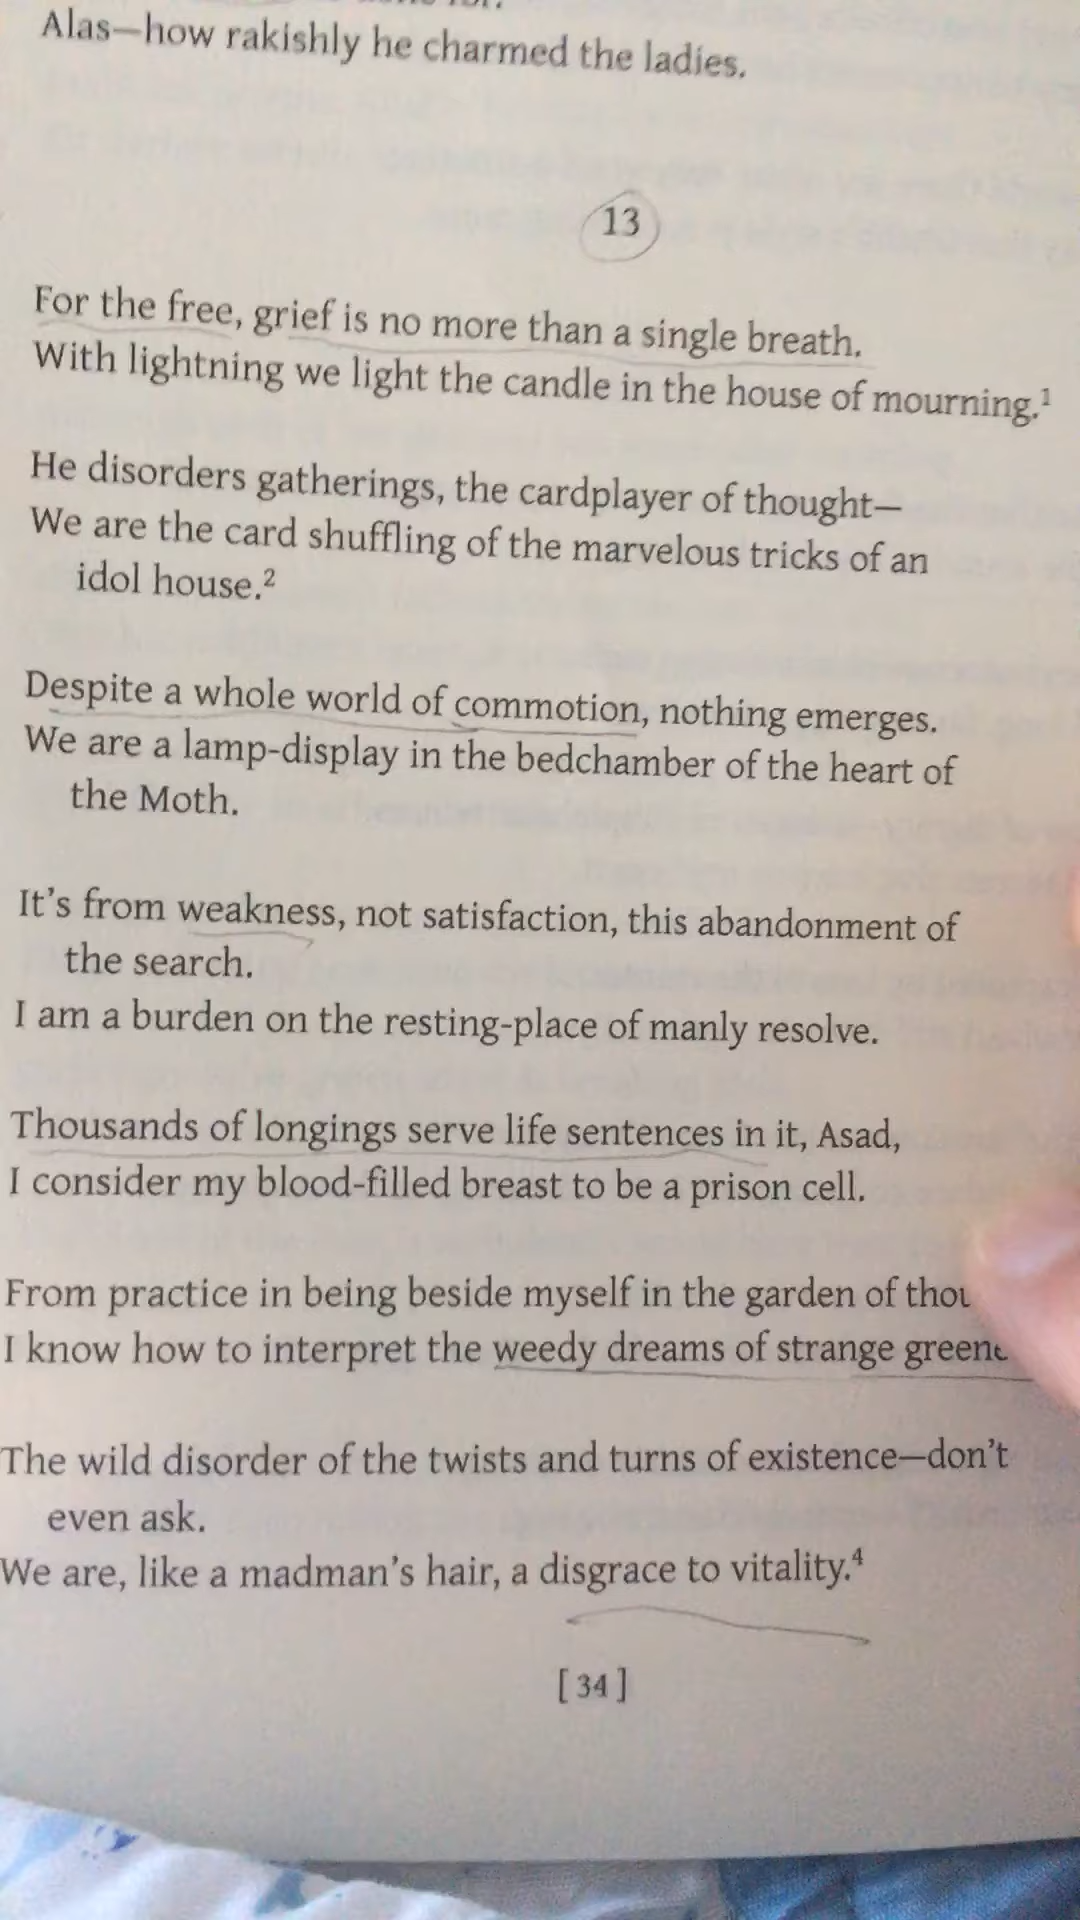 Alas—how rakishly he charmed the ladies.
13
For the free, grief is no more than a single breath.
With lightning we light the candle in the house of mourning.¹
He disorders gatherings, the cardplayer of thought—
We are the card shuffling of the marvelous tricks of an
idol house.²
Despite a whole world of commotion, nothing emerges.
We are a lamp-display in the bedchamber of the heart of
the Moth.
It's from weakness, not satisfaction, this abandonment of
the search.
I am a burden on the resting-place of manly resolve.
Thousands of longings serve life sentences in it, Asad,
I consider my blood-filled breast to be a prison cell.
From practice in being beside myself in the garden of
I know how to interpret the weedy dreams of strange
The wild disorder of the twists and turns of existence—don't
even ask.
We are, like a madman's hair, a disgrace to vitality.⁴
[34]